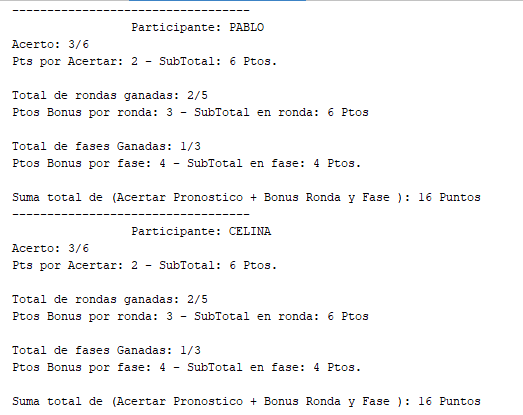 ----------------------------------
Participante: PABLO
Acerto: 3/6
Pts por Acertar: 2 - SubTotal: 6 Ptos.
Total de rondas ganadas: 2/5
Ptos Bonus por ronda: 3 - SubTotal en ronda: 6 Ptos
Total de fases Ganadas: 1/3
Ptos Bonus por fase: 4 - SubTotal en fase: 4 Ptos.
Suma total de (Acertar Pronostico + Bonus Ronda y Fase ): 16 Puntos
----------------------------------
Participante: CELINA
Acerto: 3/6
Pts por Acertar: 2 - SubTotal: 6 Ptos.
Total de rondas ganadas: 2/5
Ptos Bonus por ronda: 3 - SubTotal en ronda: 6 Ptos
Total de fases Ganadas: 1/3
Ptos Bonus por fase: 4 - SubTotal en fase: 4 Ptos.
Suma total de (Acertar Pronostico + Bonus Ronda y Fase ): 16 Puntos